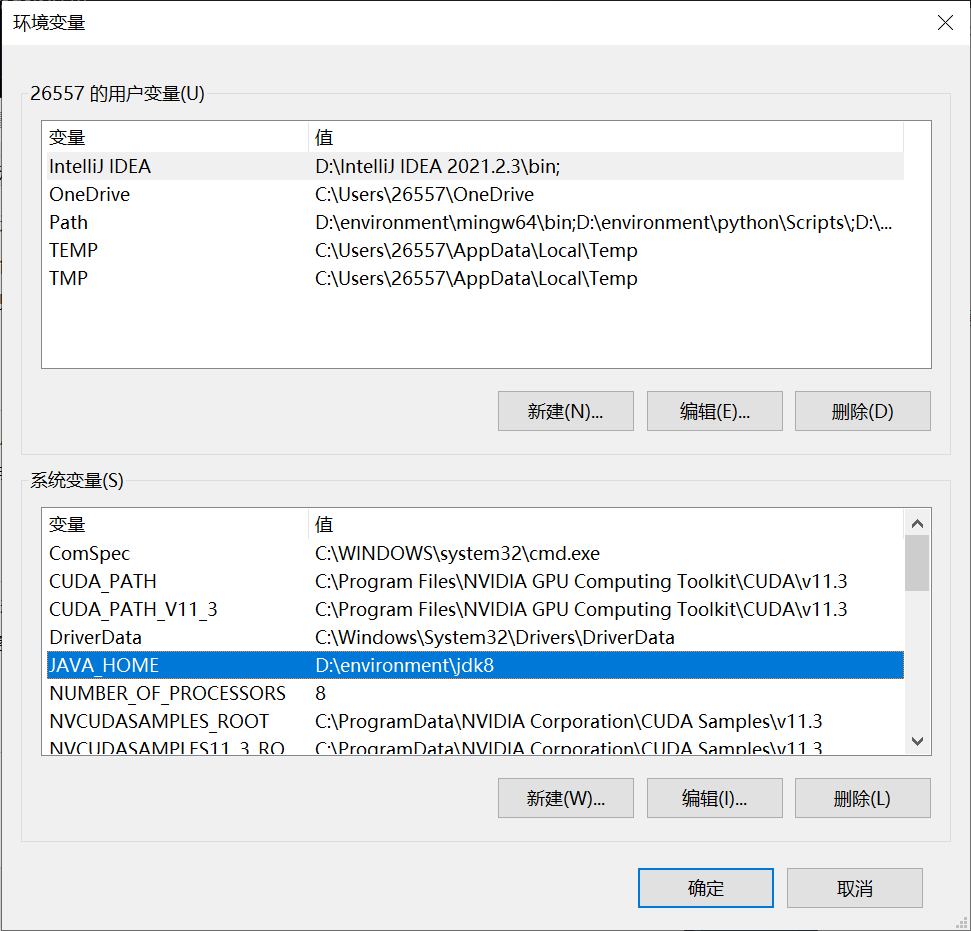 环境变量
26557 的用户变量(U)
变量 值
IntelliJ IDEA D:\IntelliJ IDEA 2021.2.3\bin;
OneDrive C:\Users\26557\OneDrive
Path D:\environment\mingw64\bin;D:\environment\python\Scripts\;D:\...
TEMP C:\Users\26557\AppData\Local\Temp
TMP C:\Users\26557\AppData\Local\Temp
新建(N)... 编辑(E)... 删除(D)
系统变量(S)
变量 值
ComSpec C:\WINDOWS\system32\cmd.exe
CUDA_PATH C:\Program Files\NVIDIA GPU Computing Toolkit\CUDA\v11.3
CUDA_PATH_V11_3 C:\Program Files\NVIDIA GPU Computing Toolkit\CUDA\v11.3
DriverData C:\Windows\System32\Drivers\DriverData
JAVA_HOME D:\environment\jdk8
NUMBER_OF_PROCESSORS 8
NVCUDASAMPLES_ROOT C:\ProgramData\NVIDIA Corporation\CUDA Samples\v11.3
NVCUDASAMPLES11_3_RO C:\ProgramData\NVIDIA Corporation\CUDA Samples\v11.3
新建(W)... 编辑(I)... 删除(L)
确定 取消